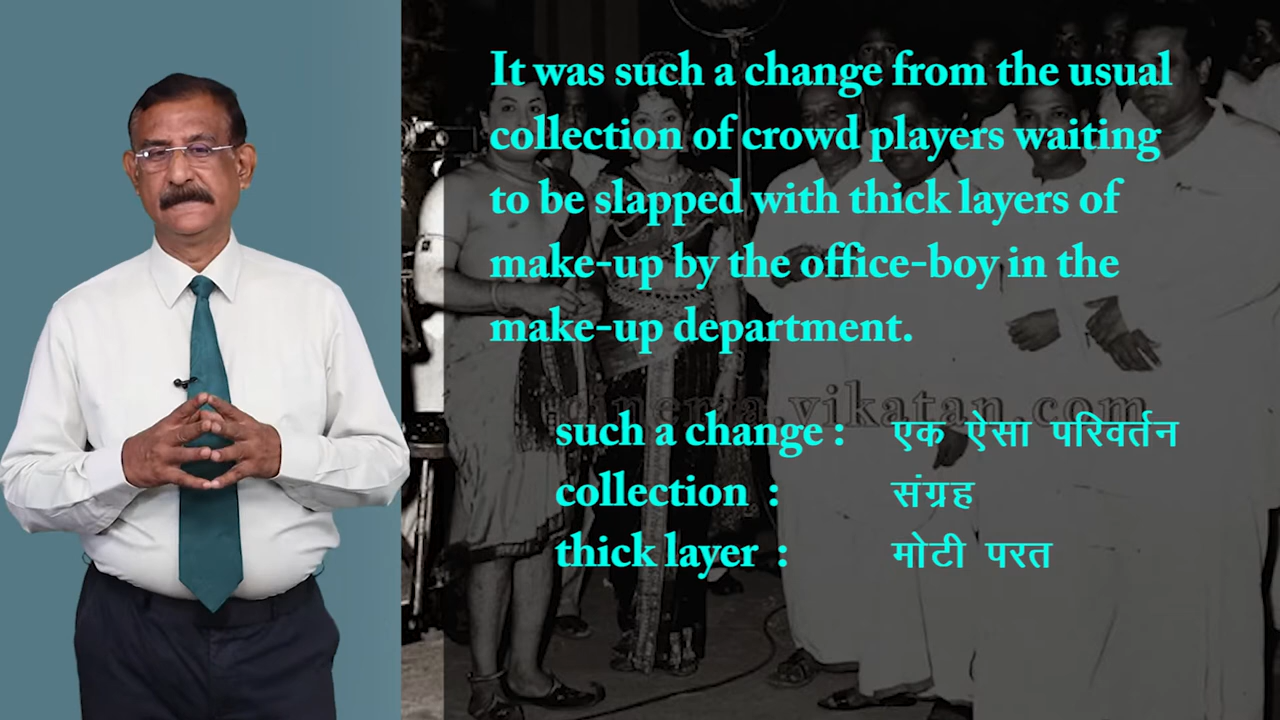 It was such a change from the usual
collection of crowd players waiting
to be slapped with thick layers of
make-up by the office-boy in the
make-up department.
cinema.vikatan.com
such a change : एक ऐसा परिवर्तन
collection : संग्रह
thick layer : मोटी परत